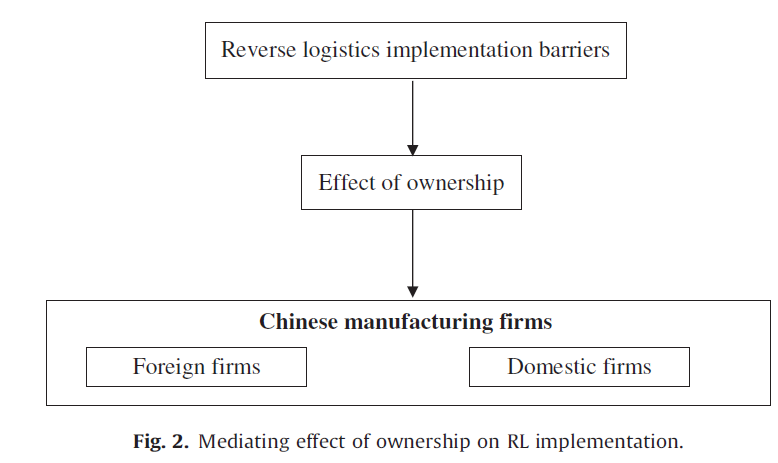 Reverse logistics implementation barriers
Effect of ownership
Chinese manufacturing firms
Foreign firms
Domestic firms
Fig. 2. Mediating effect of ownership on RL implementation.